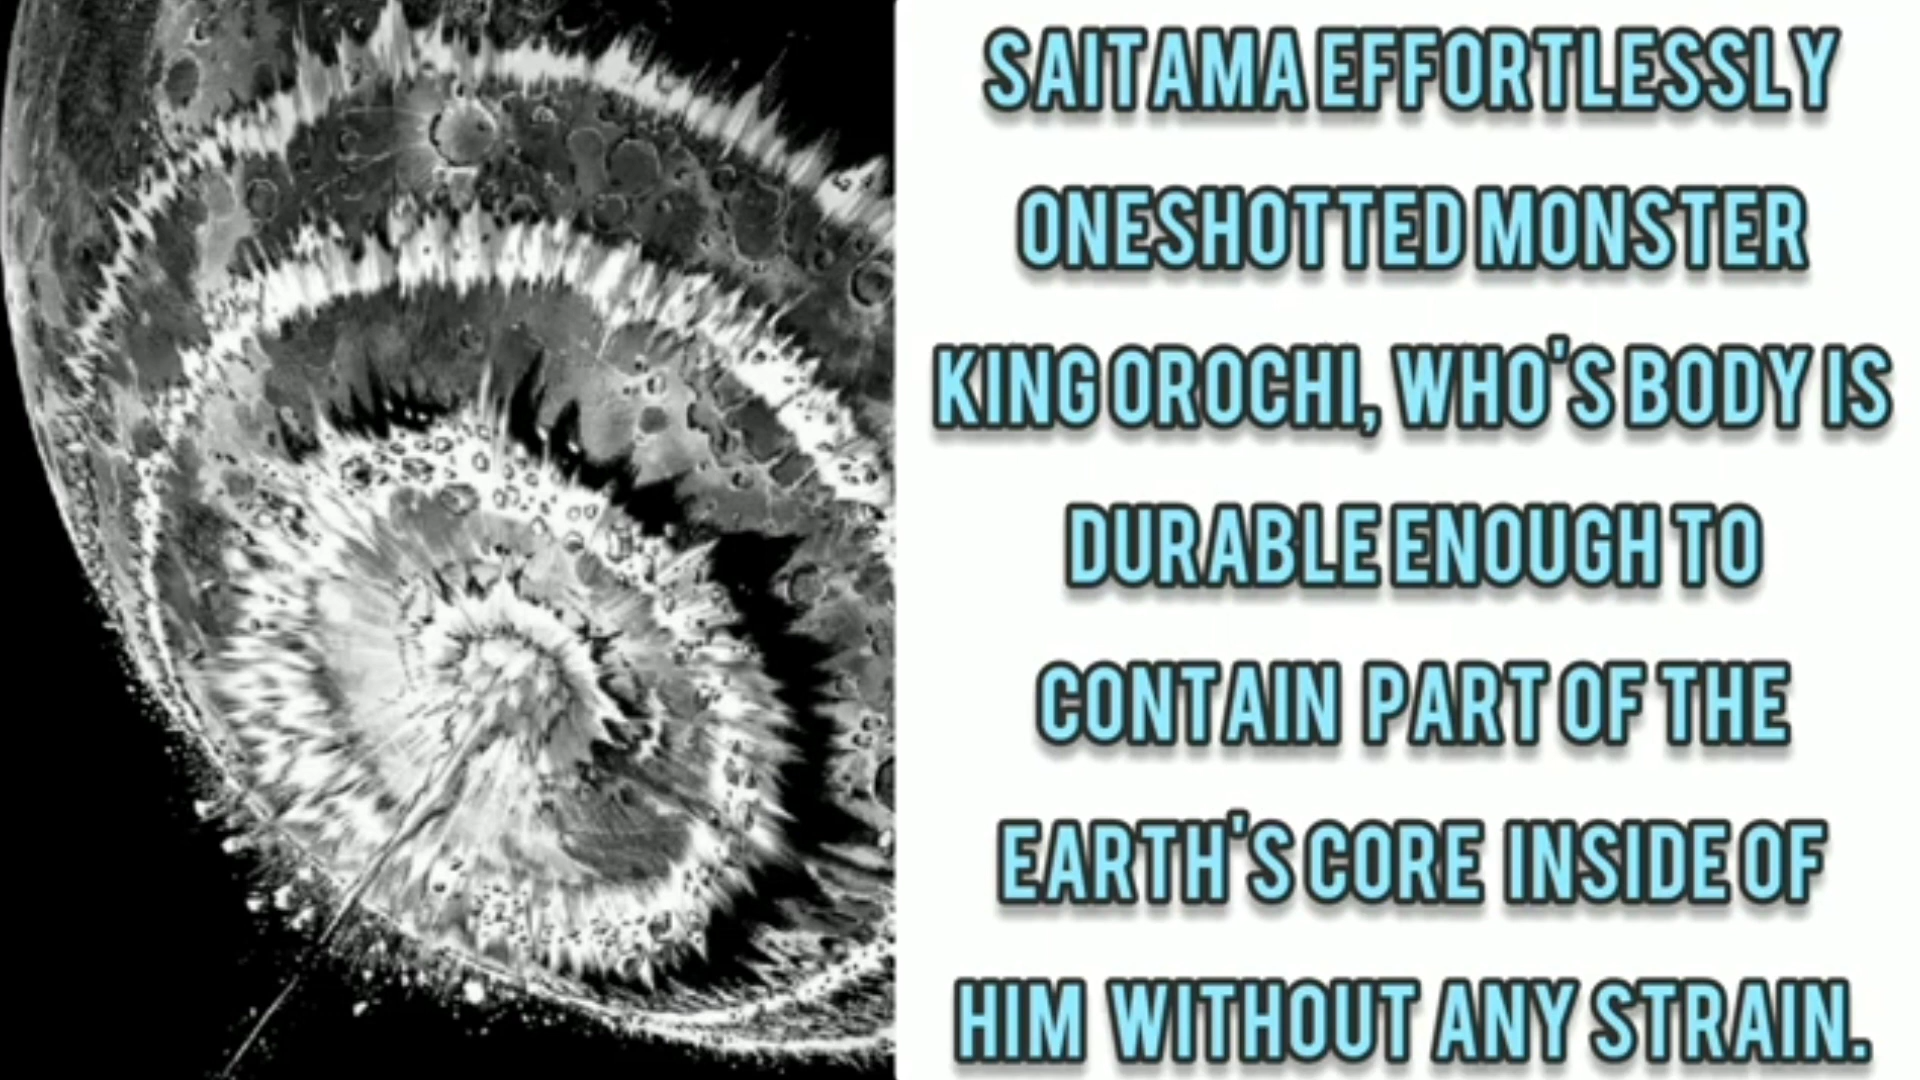 SAITAMA EFFORTLESSLY
ONESHOTTED MONSTER
KING OROCHI, WHO'S BODY IS
DURABLE ENOUGH TO
CONTAIN PART OF THE
EARTH'S CORE INSIDE OF
HIM WITHOUT ANY STRAIN.